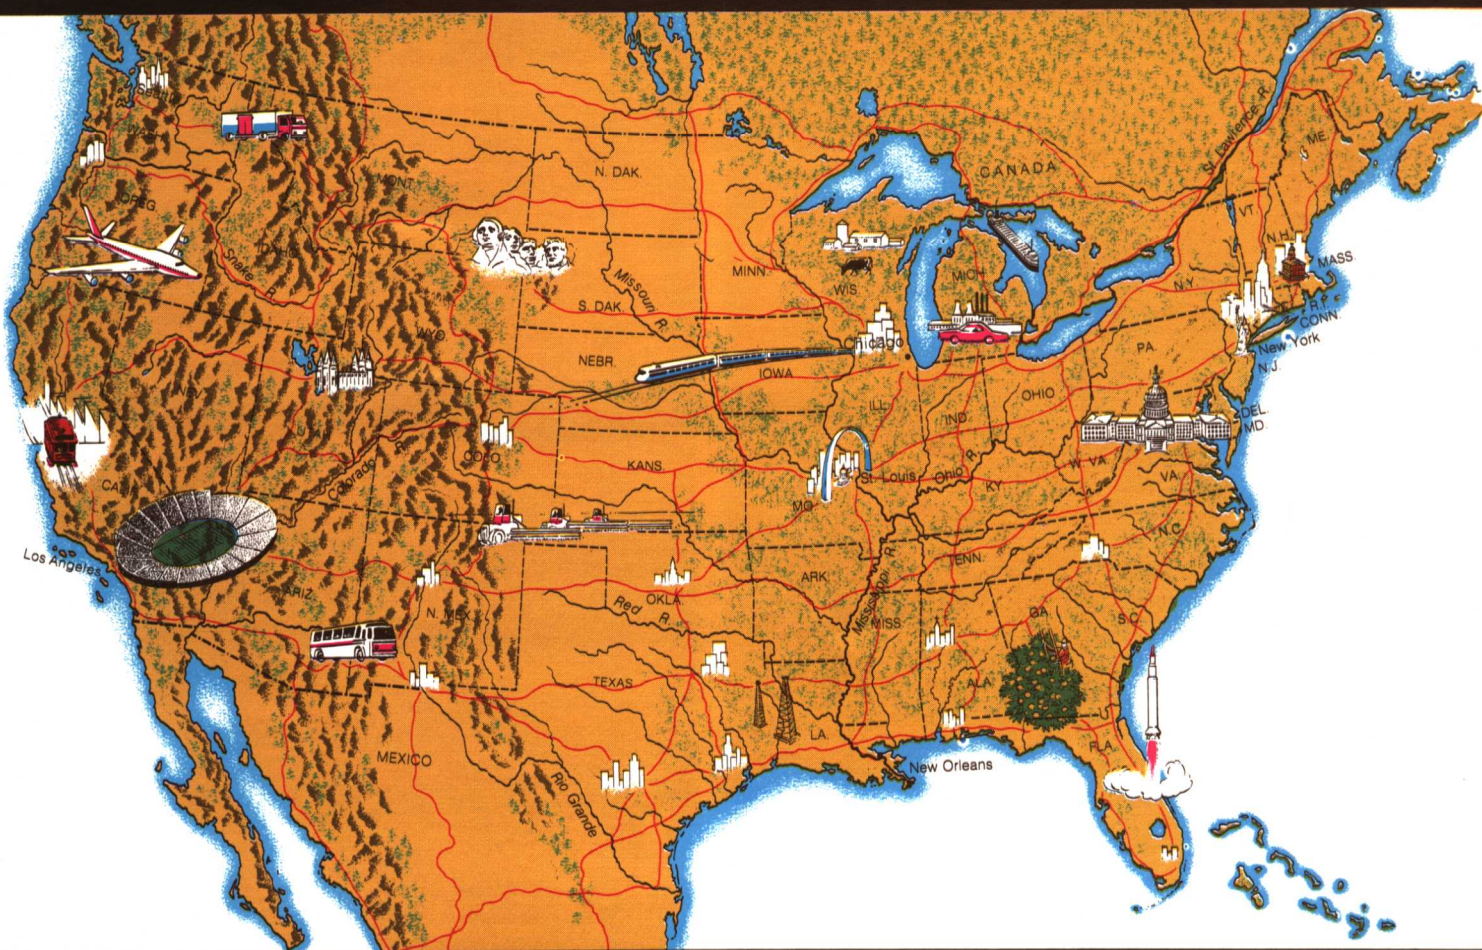 CANADA
St. Lawrence R.
ME.
VT.
N.H.
MASS.
R.I.
CONN.
New York
N.J.
N.Y.
PA.
DEL.
MD.
MICH.
WIS.
MINN.
N. DAK.
S. DAK.
MONT.
OREG.
Snake R.
WYO.
Missouri R.
NEBR.
IOWA
Chicago
ILL.
IND.
OHIO
W. VA.
VA.
KY.
Ohio R.
St. Louis
MO.
KANS.
COLO.
Colorado R.
Los Angeles
ARIZ.
N. MEX.
OKLA.
Red R.
ARK.
TENN.
N.C.
S.C.
GA.
ALA.
MISS.
Mississippi R.
TEXAS
LA.
New Orleans
FLA.
MEXICO
Rio Grande